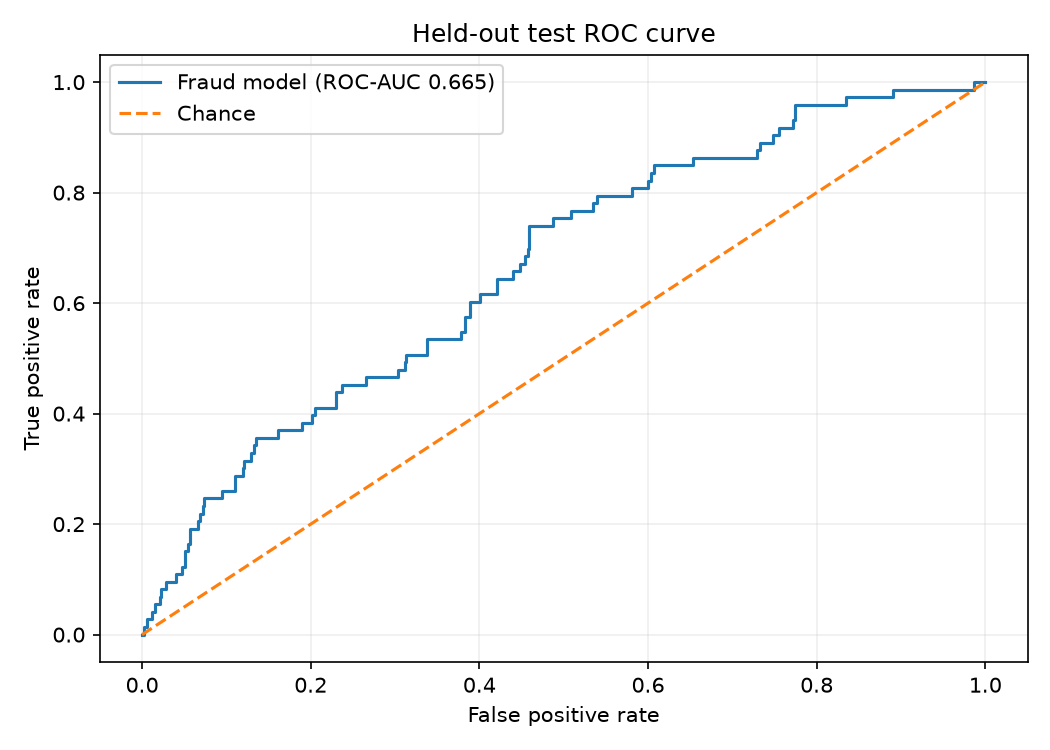 Held-out test ROC curve
Fraud model (ROC-AUC 0.665)
Chance
True positive rate
1.0
0.8
0.6
0.4
0.2
0.0
0.0 0.2 0.4 0.6 0.8 1.0
False positive rate